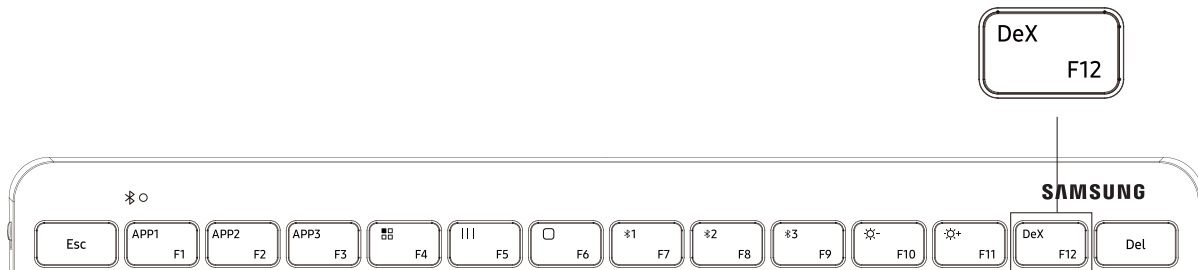 DeX
F12
SAMSUNG
Esc
APP1
F1
APP2
F2
APP3
F3
F4
F5
F6
1
F7
2
F8
3
F9
-
F10
+
F11
DeX
F12
Del